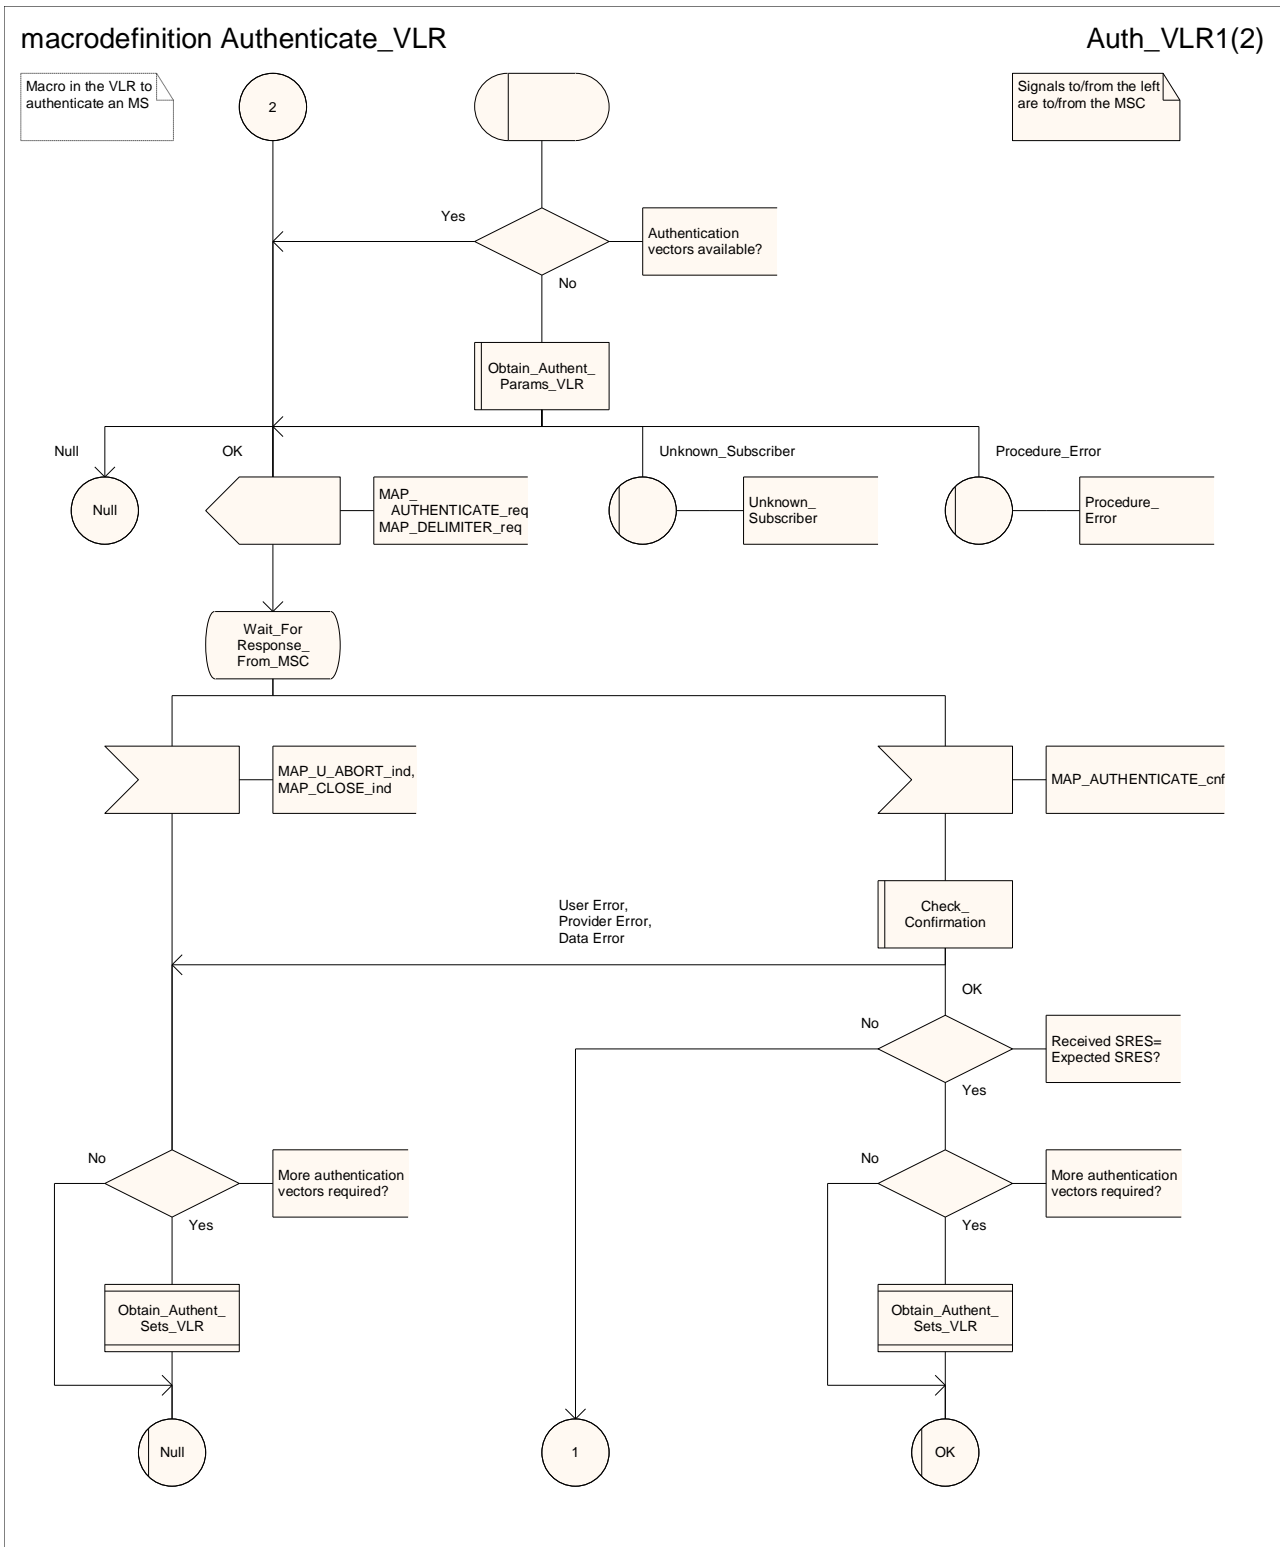 macrodefinition Authenticate_VLR
Auth_VLR1(2)
Macro in the VLR to
authenticate an MS
2
Signals to/from the left
are to/from the MSC
Yes
Authentication
vectors available?
No
Obtain_Authent_
Params_VLR
Null
OK
Unknown_Subscriber
Procedure_Error
Null
MAP_
AUTHENTICATE_req
MAP_DELIMITER_req
Unknown_
Subscriber
Procedure_
Error
Wait_For
Response_
From_MSC
MAP_U_ABORT_ind,
MAP_CLOSE_ind
MAP_AUTHENTICATE_cnf
User Error,
Provider Error,
Data Error
Check_
Confirmation
OK
No
Received SRES=
Expected SRES?
Yes
No
More authentication
vectors required?
Yes
No
More authentication
vectors required?
Yes
Obtain_Authent_
Sets_VLR
Obtain_Authent_
Sets_VLR
Null
1
OK